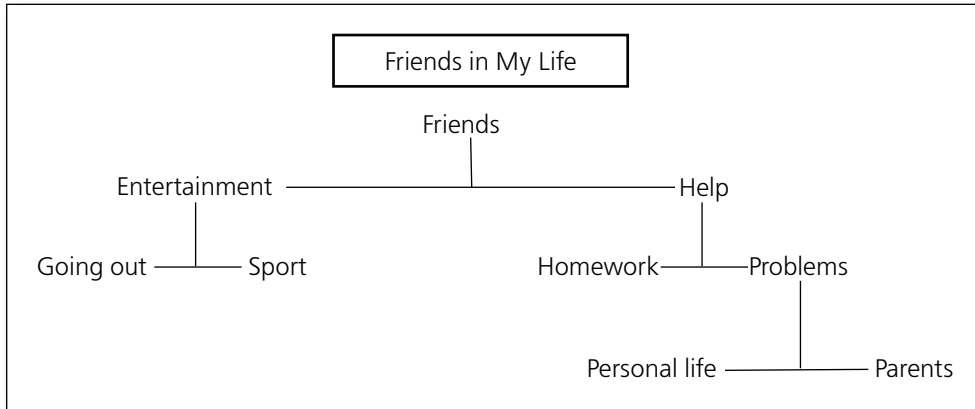 Friends in My Life
Friends
Entertainment Help
Going out Sport Homework Problems
Personal life Parents